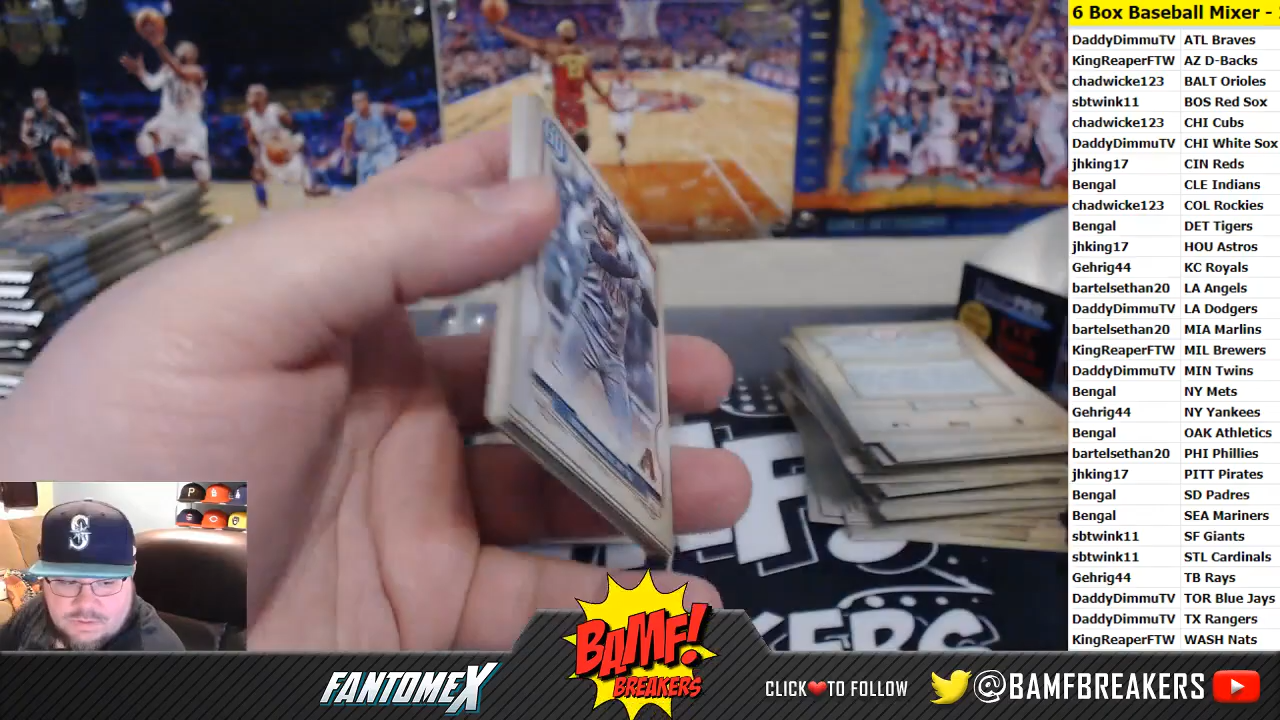 6 Box Baseball Mixer -
DaddyDimmuTV ATL Braves
KingReaperFTW AZ D-Backs
chadwicke123 BALT Orioles
sbtwink11 BOS Red Sox
chadwicke123 CHI Cubs
DaddyDimmuTV CHI White Sox
jhking17 CIN Reds
Bengal CLE Indians
chadwicke123 COL Rockies
Bengal DET Tigers
jhking17 HOU Astros
Gehrig44 KC Royals
bartelsethan20 LA Angels
DaddyDimmuTV LA Dodgers
bartelsethan20 MIA Marlins
KingReaperFTW MIL Brewers
DaddyDimmuTV MIN Twins
Bengal NY Mets
Gehrig44 NY Yankees
Bengal OAK Athletics
bartelsethan20 PHI Phillies
jhking17 PITT Pirates
Bengal SD Padres
Bengal SEA Mariners
sbtwink11 SF Giants
sbtwink11 STL Cardinals
Gehrig44 TB Rays
DaddyDimmuTV TOR Blue Jays
DaddyDimmuTV TX Rangers
KingReaperFTW WASH Nats
S
P
KERS
FANTOMEX
BAMF!
BREAKERS
CLICK❤TO FOLLOW
@BAMFBREAKERS